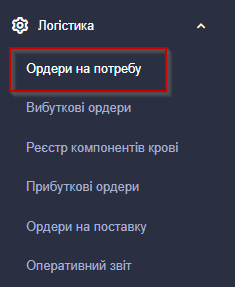 Логістика
Ордери на потребу
Вибуткові ордери
Реєстр компонентів крові
Прибуткові ордери
Ордери на поставку
Оперативний звіт